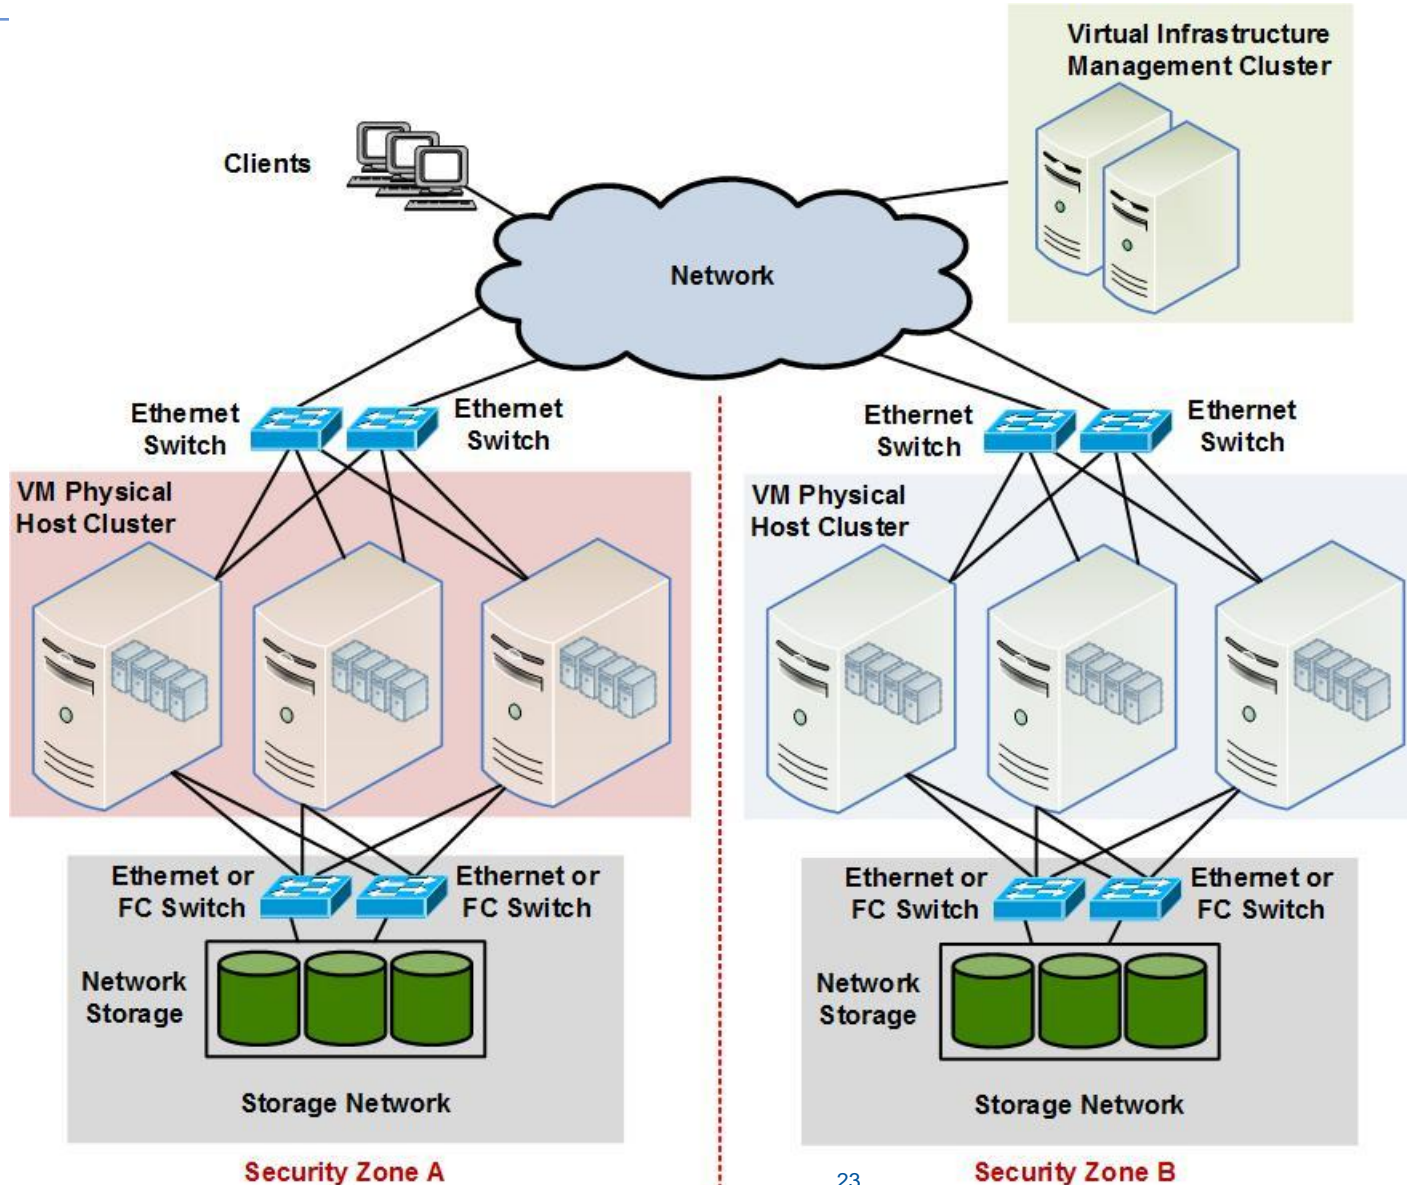 Virtual Infrastructure
Management Cluster
Clients
Network
Ethernet
Switch
Ethernet
Switch
Ethernet
Switch
Ethernet
Switch
VM Physical
Host Cluster
VM Physical
Host Cluster
Ethernet or
FC Switch
Ethernet or
FC Switch
Ethernet or
FC Switch
Ethernet or
FC Switch
Network
Storage
Network
Storage
Storage Network
Storage Network
Security Zone A
23
Security Zone B